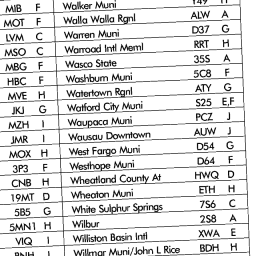 MIB F Walker Muni Y49 H
MOT F Walla Walla Rgnl ALW A
LVM C Warren Muni D37 G
MSO C Warroad Intl Meml RRT H
MBG F Wasco State 35S A
HBC F Washburn Muni 5C8 F
MVE H Watertown Rgnl ATY G
JKJ G Watford City Muni S25 E,F
MZH I Waupaca Muni PCZ J
JMR I Wausau Downtown AUW J
MOX H West Fargo Muni D54 G
3P3 F Westhope Muni D64 F
CNB H Wheatland County At HWQ D
19MT D Wheaton Muni ETH H
5B5 G White Sulphur Springs 7S6 C
5MN1 H Wilbur 2S8 A
VIQ I Williston Basin Intl XWA E
BNH I Willmar Muni/John L Rice BDH H